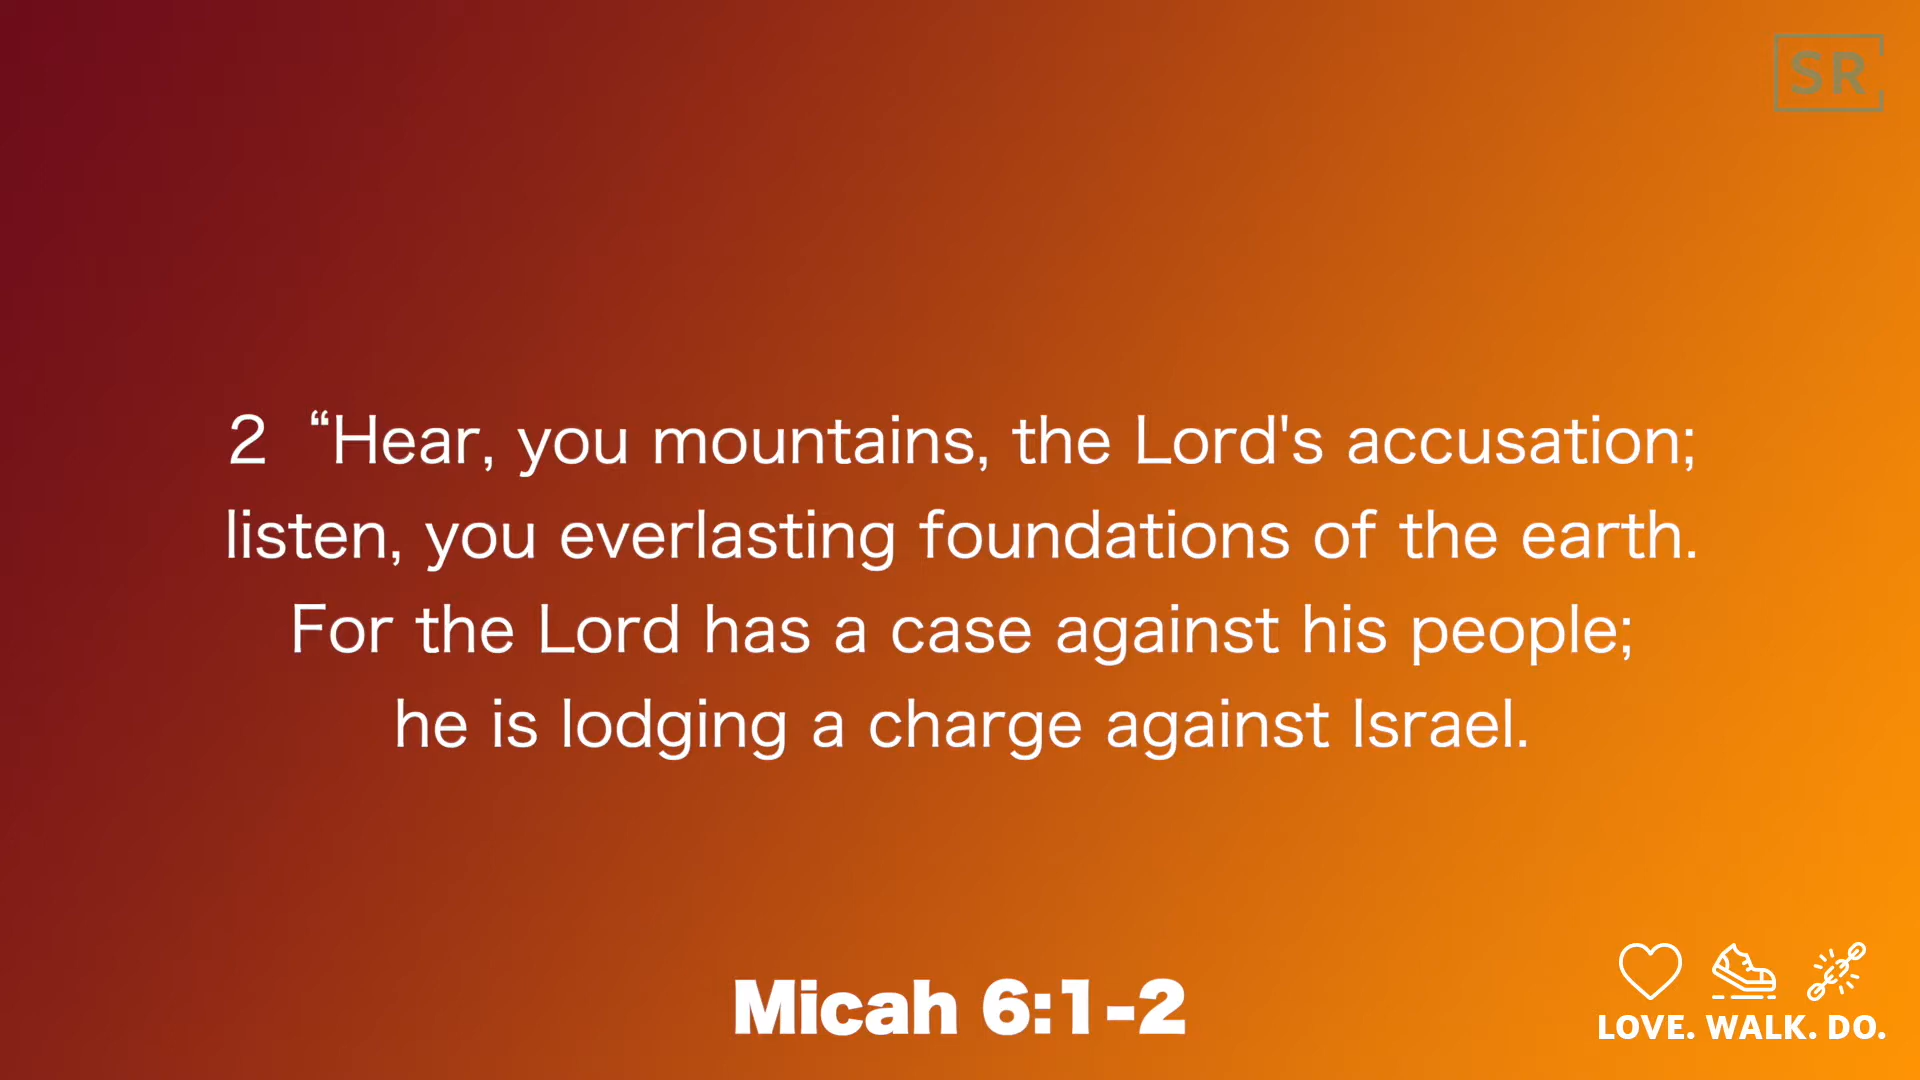 SR
2 “Hear, you mountains, the Lord's accusation;
listen, you everlasting foundations of the earth.
For the Lord has a case against his people;
he is lodging a charge against Israel.
Micah 6:1-2
LOVE. WALK. DO.